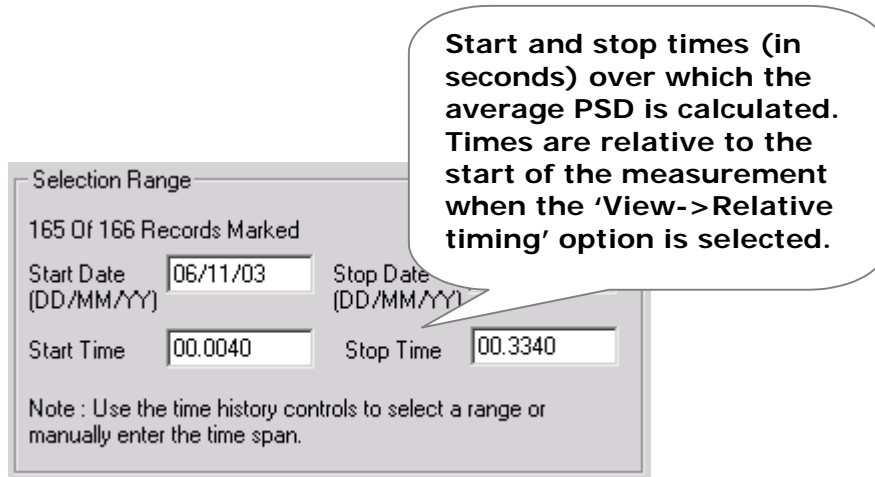 Start and stop times (in
seconds) over which the
average PSD is calculated.
Times are relative to the
start of the measurement
when the ‘View->Relative
timing’ option is selected.
Selection Range
165 Of 166 Records Marked
Start Date 06/11/03 Stop Date
(DD/MM/YY) (DD/MM/YY)
Start Time 00.0040 Stop Time 00.3340
Note : Use the time history controls to select a range or
manually enter the time span.